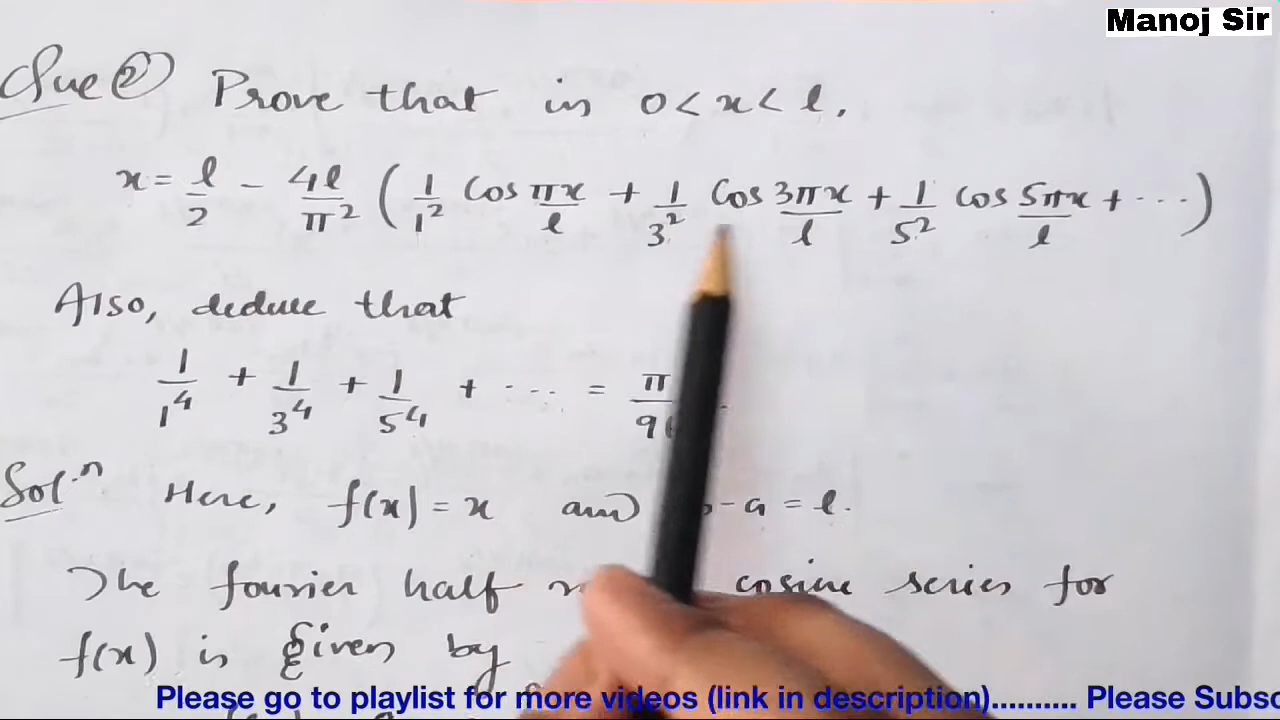 Manoj Sir
Que ② Prove that in 0 < x < l,
x = l/2 - 4l/π² ( 1/1² cos πx/l + 1/3² cos 3πx/l + 1/5² cos 5πx/l + ... )
Also, deduce that
1/1⁴ + 1/3⁴ + 1/5⁴ + ... = π
Solⁿ Here, f(x) = x and -a = l.
The fourier half cosine series for
f(x) is given by
Please go to playlist for more videos (link in description).......... Please Subsc